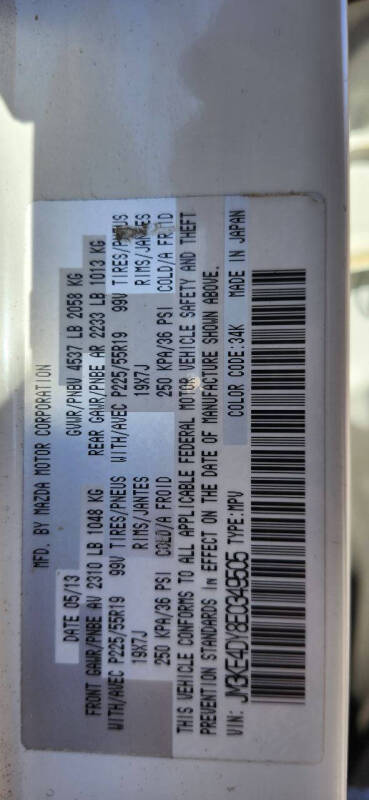 MFD. BY MAZDA MOTOR CORPORATION
DATE 05/13 GVWR/PNBV 4537 LB 2058 KG
FRONT GAWR/PNBE AV 2310 LB 1048 KG REAR GAWR/PNBE AR 2233 LB 1013 KG
WITH/AVEC P225/55R19 99V TIRES/PNEUS WITH/AVEC P225/55R19 99V TIRES/PNEUS
19X7J RIMS/JANTES 19X7J RIMS/JANTES
250 KPA/36 PSI COLD/A FROID 250 KPA/36 PSI COLD/A FROID
THIS VEHICLE CONFORMS TO ALL APPLICABLE FEDERAL MOTOR VEHICLE SAFETY AND THEFT
PREVENTION STANDARDS IN EFFECT ON THE DATE OF MANUFACTURE SHOWN ABOVE.
VIN: JM3KE4DY8E0349505 TYPE:MPV COLOR CODE:34K MADE IN JAPAN